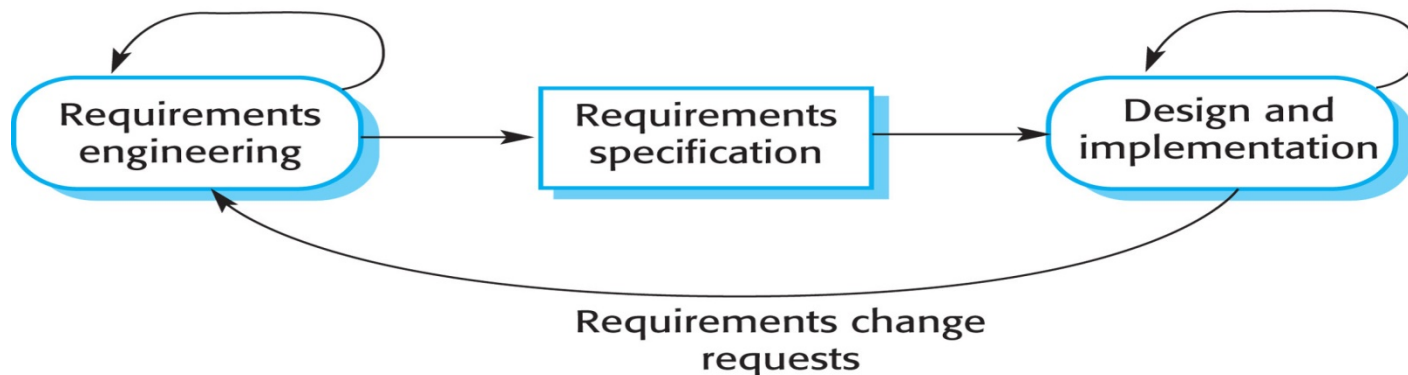 Requirements
engineering
Requirements
specification
Design and
implementation
Requirements change
requests